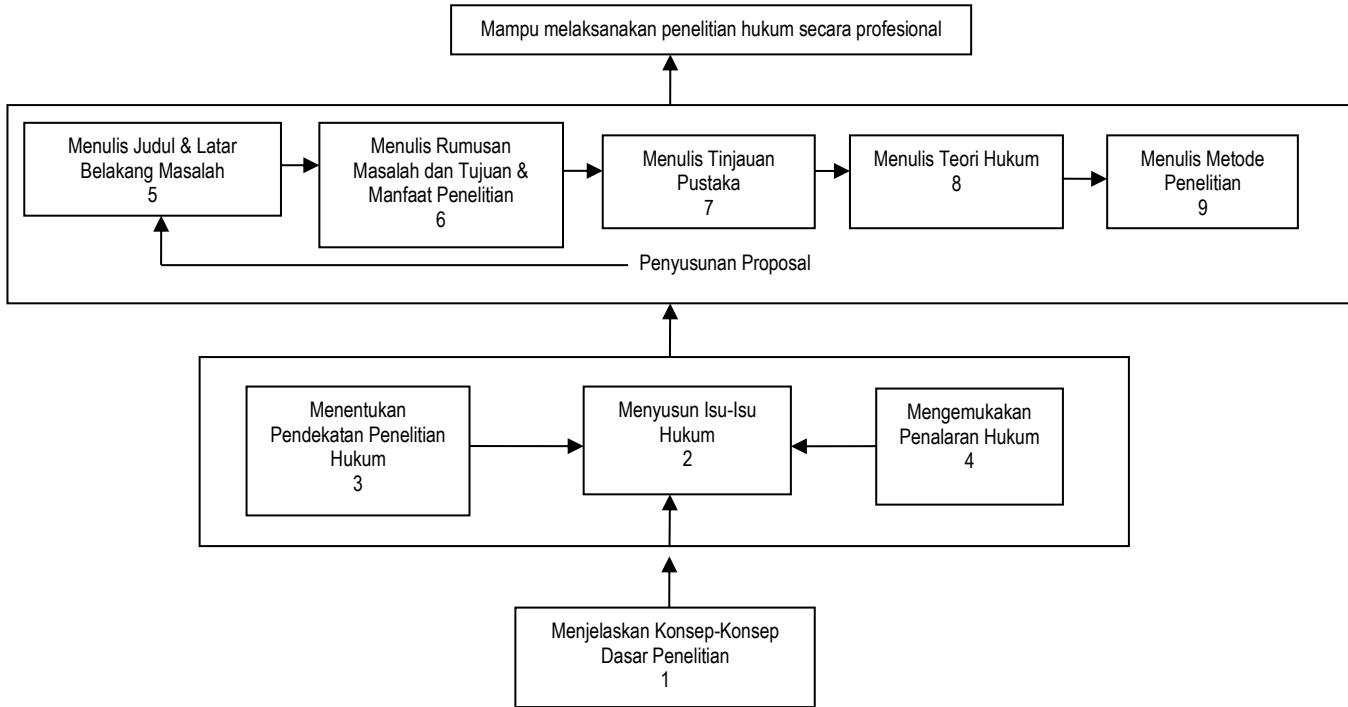 Mampu melaksanakan penelitian hukum secara profesional
Menulis Judul & Latar
Belakang Masalah
5
Menulis Rumusan
Masalah dan Tujuan &
Manfaat Penelitian
6
Menulis Tinjauan
Pustaka
7
Menulis Teori Hukum
8
Menulis Metode
Penelitian
9
Penyusunan Proposal
Menentukan
Pendekatan Penelitian
Hukum
3
Menyusun Isu-Isu
Hukum
2
Mengemukakan
Penalaran Hukum
4
Menjelaskan Konsep-Konsep
Dasar Penelitian
1